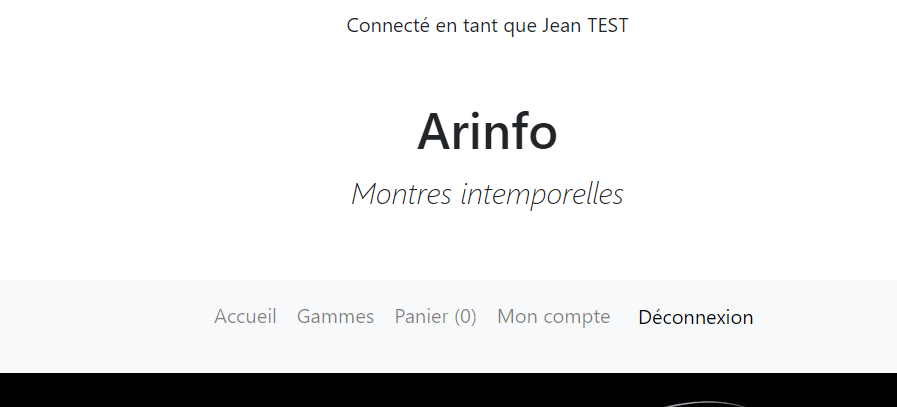 Connecté en tant que Jean TEST
Arinfo
Montres intemporelles
Accueil Gammes Panier (0) Mon compte Déconnexion